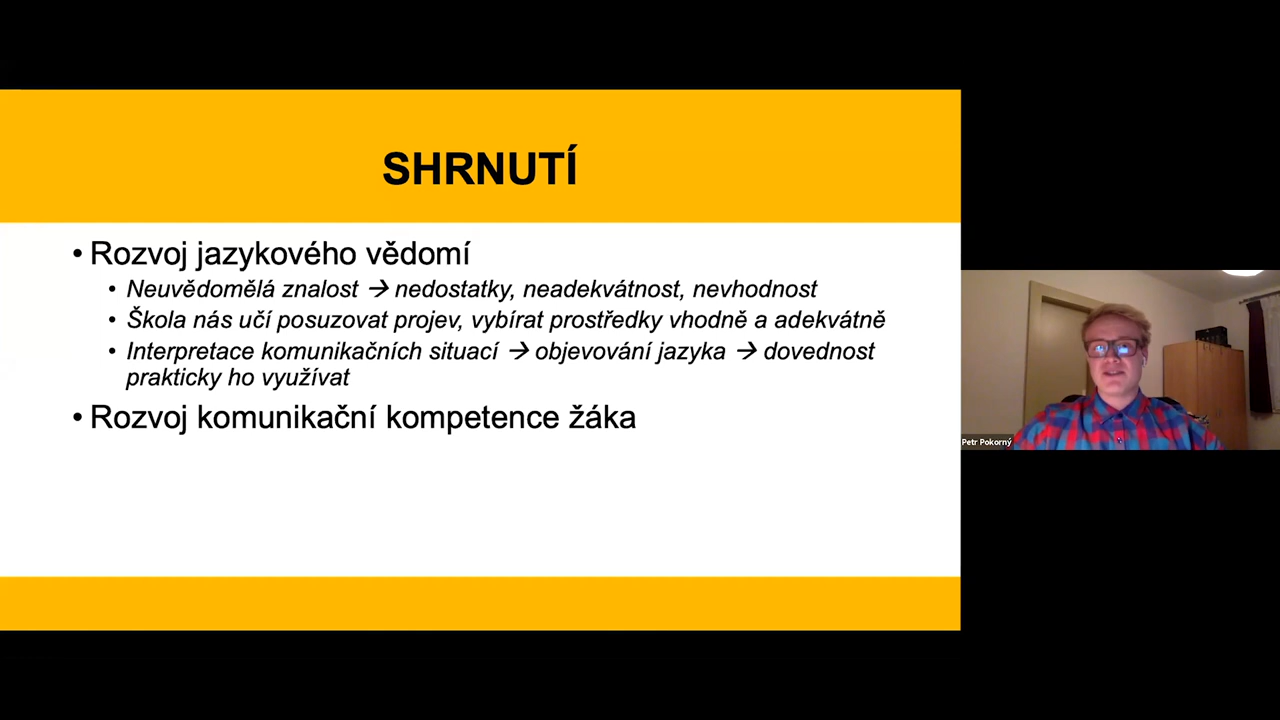 SHRNUTÍ
• Rozvoj jazykového vědomí
• Neuvědomělá znalost → nedostatky, neadekvátnost, nevhodnost
• Škola nás učí posuzovat projev, vybírat prostředky vhodně a adekvátně
• Interpretace komunikačních situací → objevování jazyka → dovednost
prakticky ho využívat
• Rozvoj komunikační kompetence žáka
Petr Pokorný